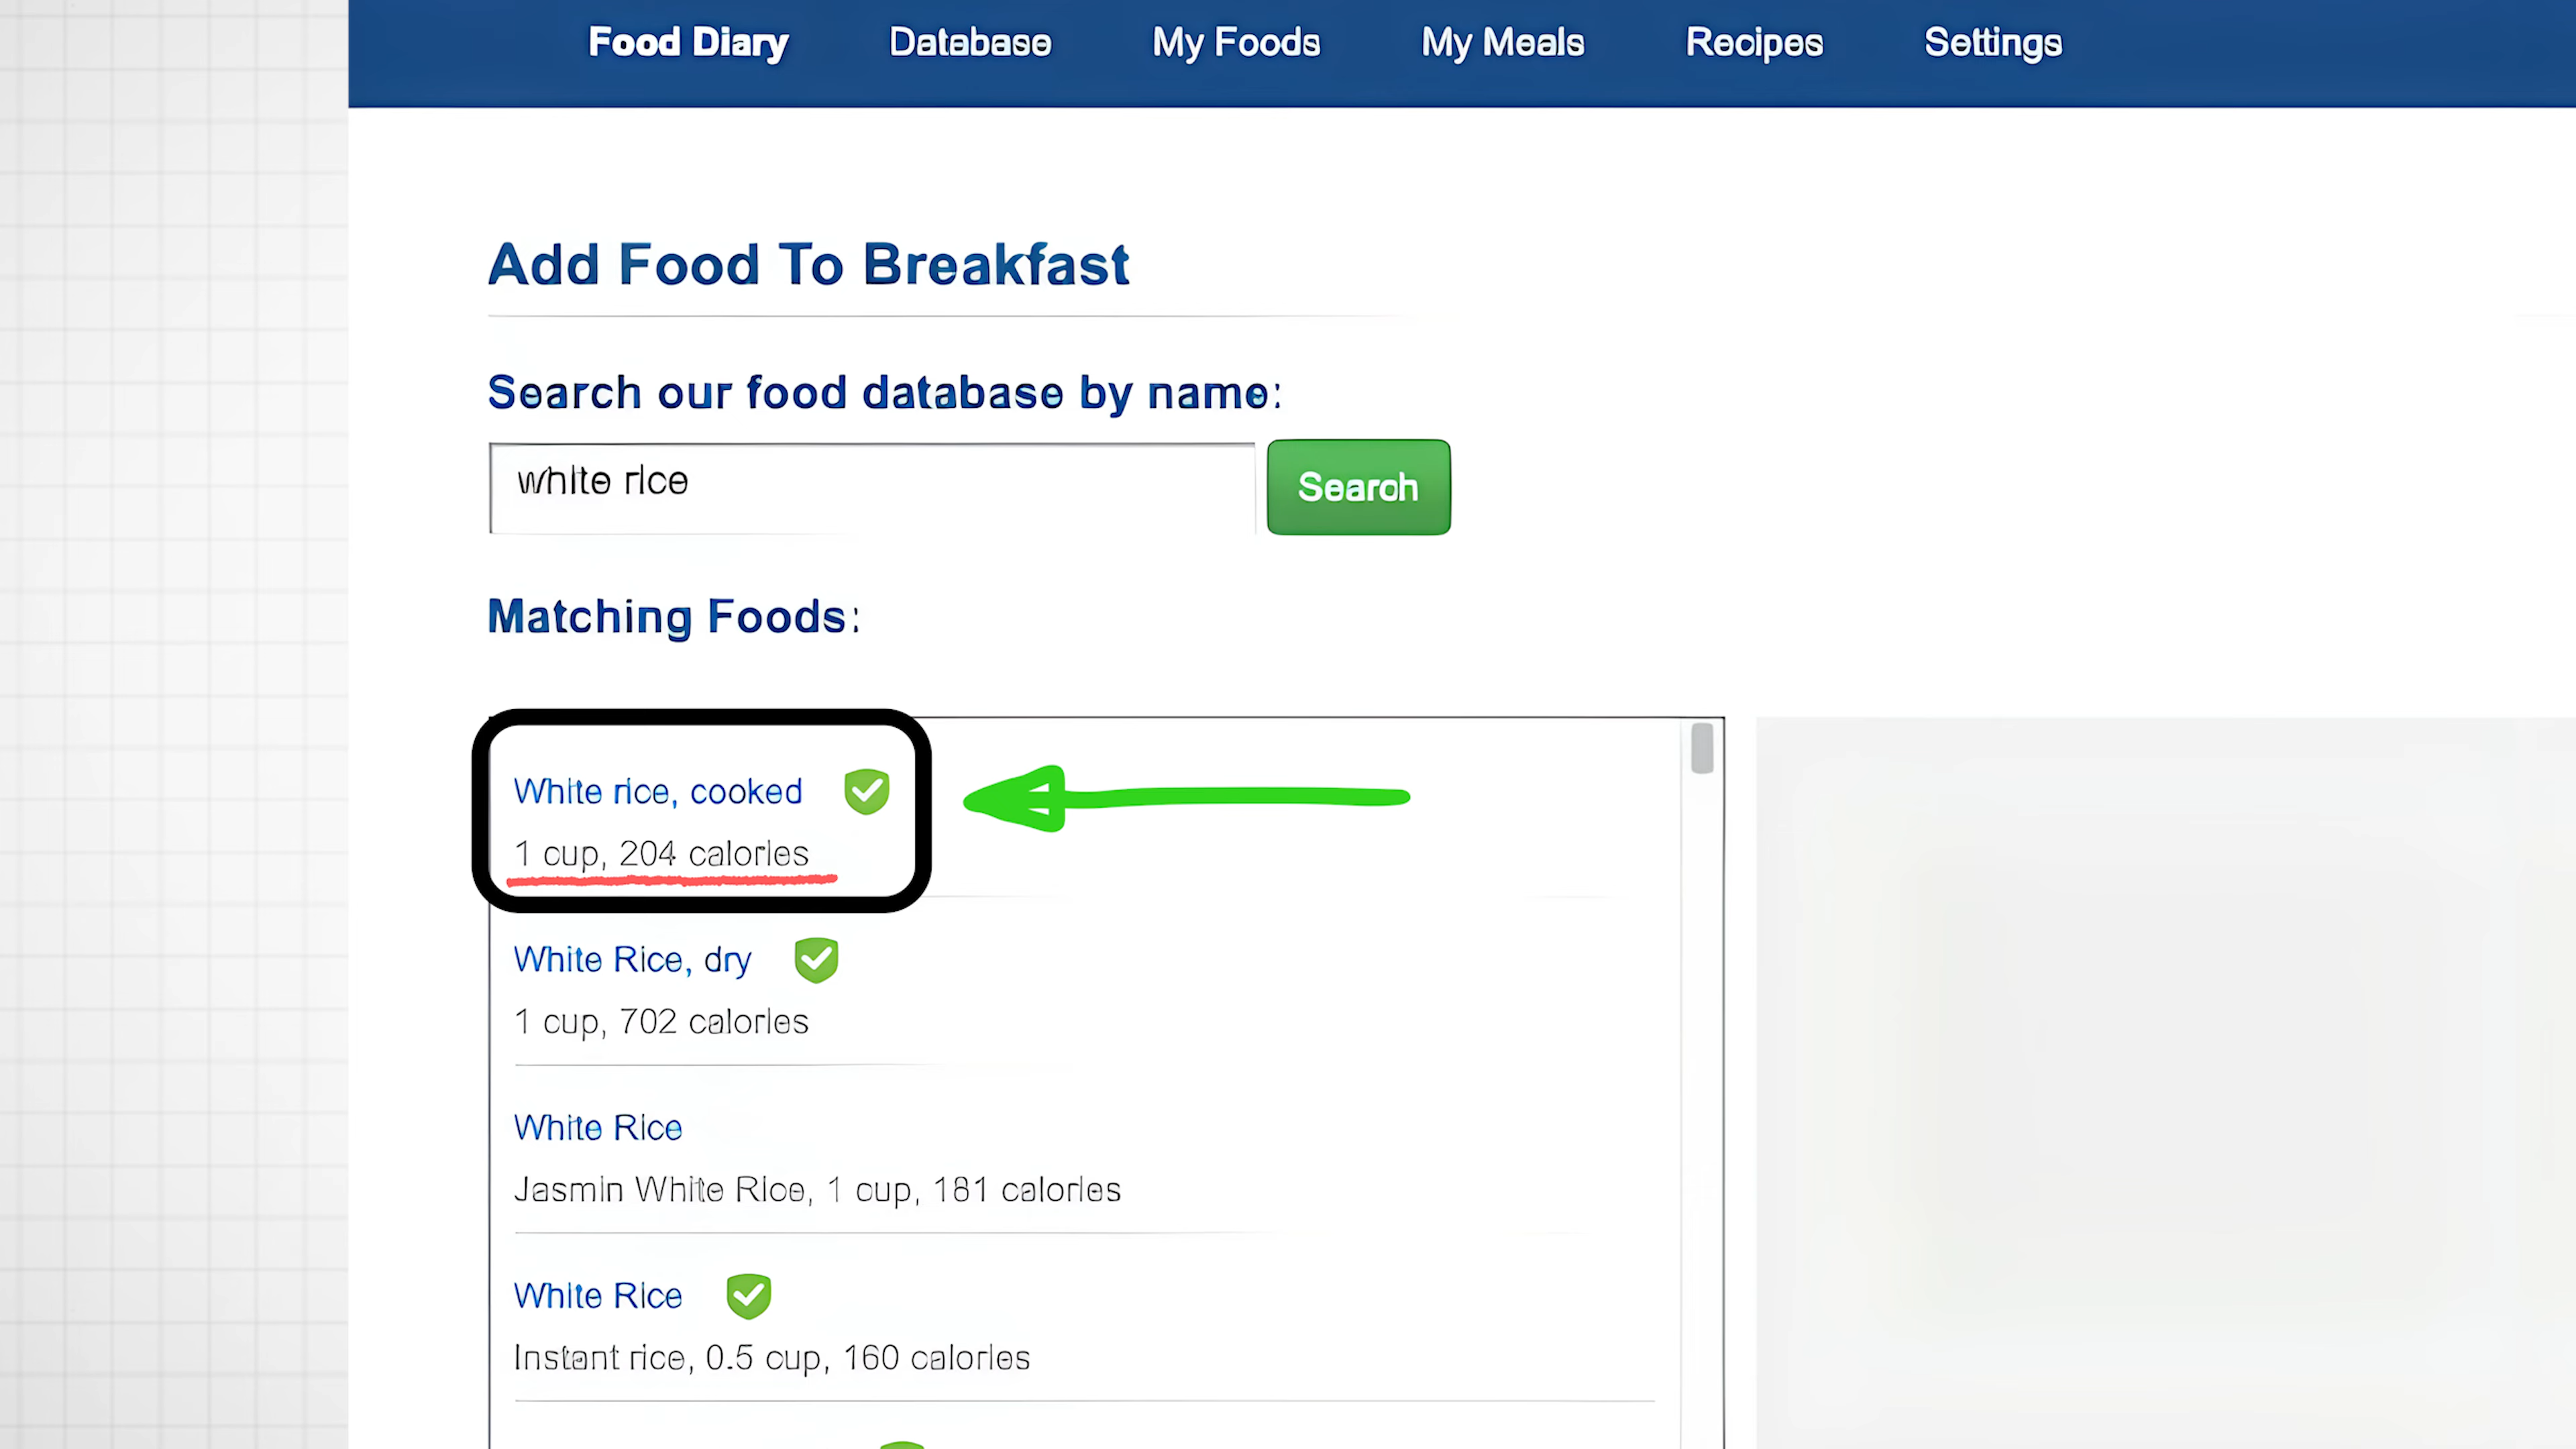 Food Diary Database My Foods My Meals Recipes Settings
Add Food To Breakfast
Search our food database by name:
white rice Search
Matching Foods:
White rice, cooked
1 cup, 204 calories
White Rice, dry
1 cup, 702 calories
White Rice
Jasmin White Rice, 1 cup, 181 calories
White Rice
Instant rice, 0.5 cup, 160 calories